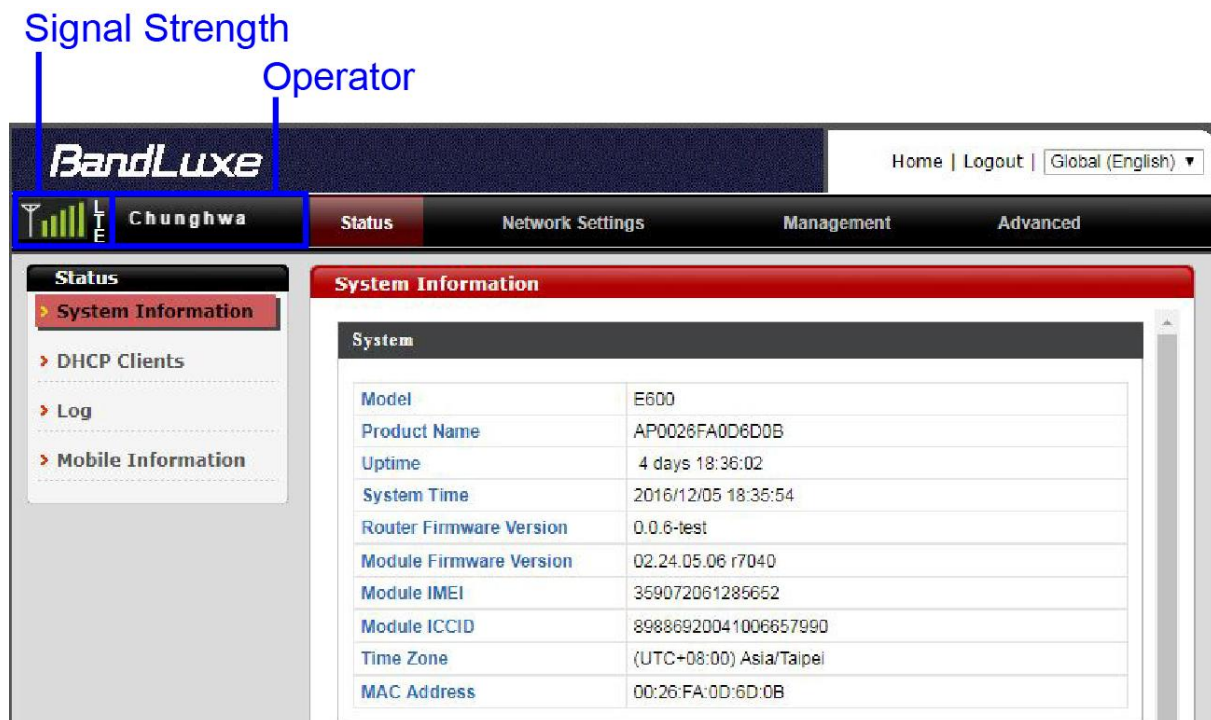 Signal Strength
Operator
BandLuxe
Home | Logout | Global (English)
LTE Chunghwa Status Network Settings Management Advanced
Status
System Information
DHCP Clients
Log
Mobile Information
System Information
System
Model E600
Product Name AP0026FA0D6D0B
Uptime 4 days 18:36:02
System Time 2016/12/05 18:35:54
Router Firmware Version 0.0.6-test
Module Firmware Version 02.24.05.06 r7040
Module IMEI 359072061285652
Module ICCID 89886920041006657990
Time Zone (UTC+08:00) Asia/Taipei
MAC Address 00:26:FA:0D:6D:0B